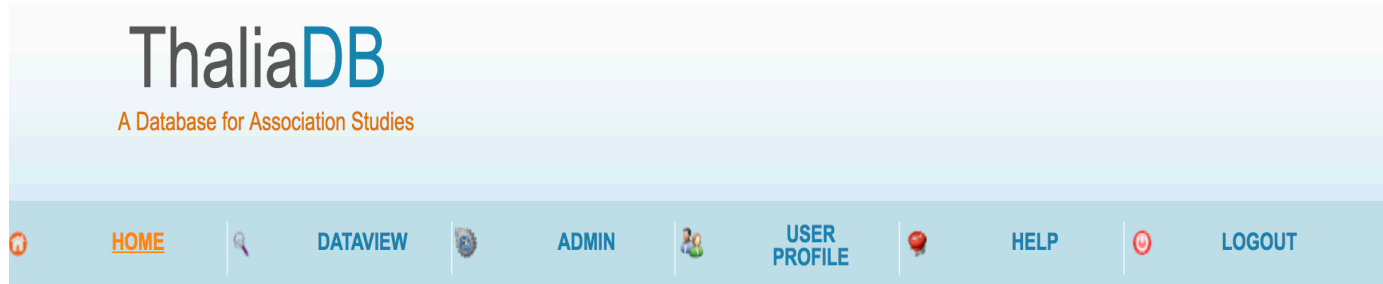 ThaliaDB
A Database for Association Studies
HOME DATAVIEW ADMIN USER PROFILE HELP LOGOUT